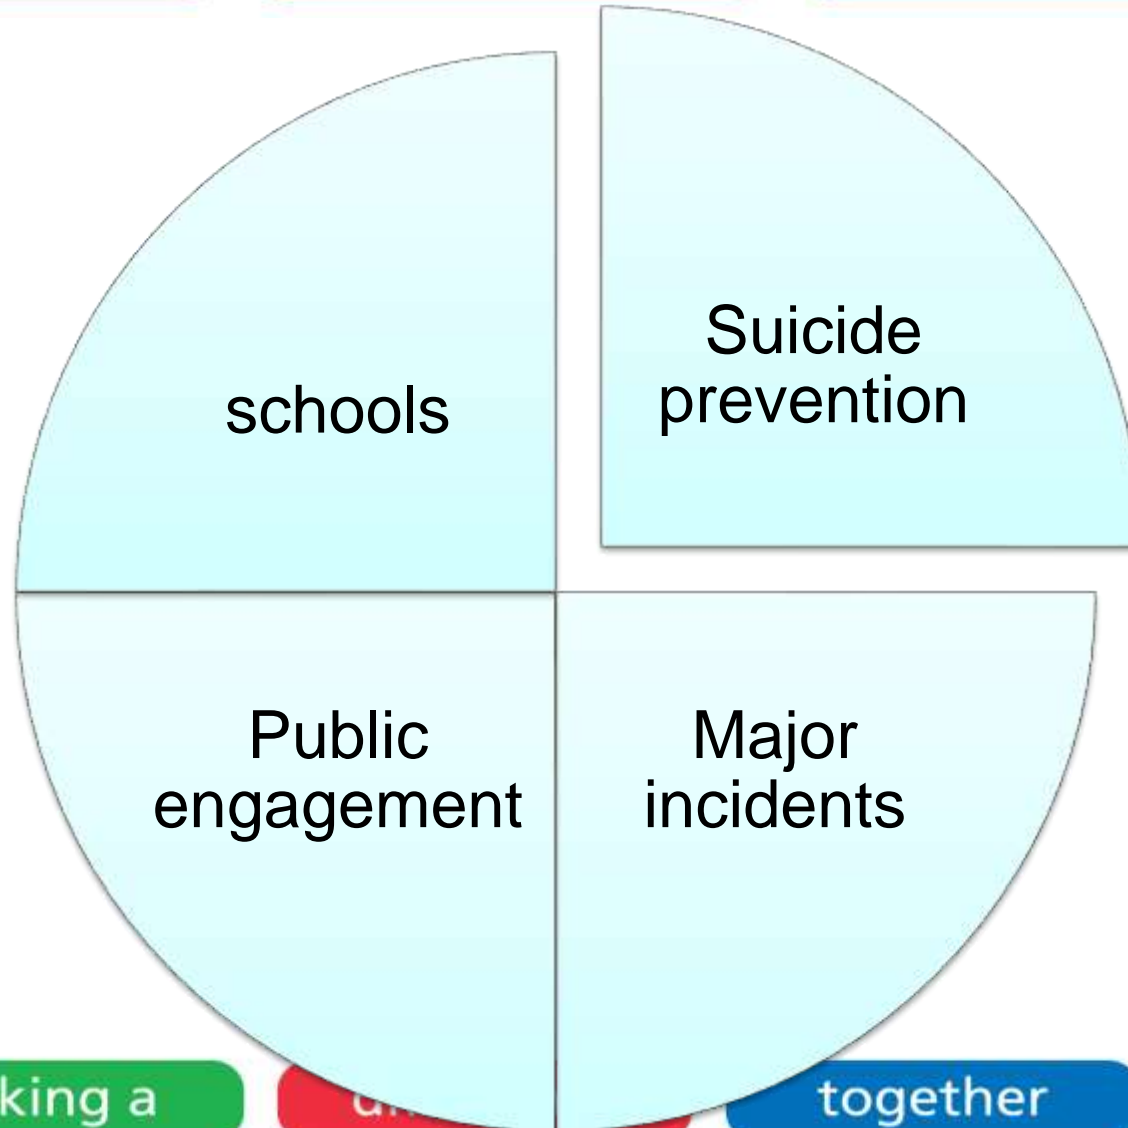 schools
Suicide
prevention
Public
engagement
Major
incidents
king a
together